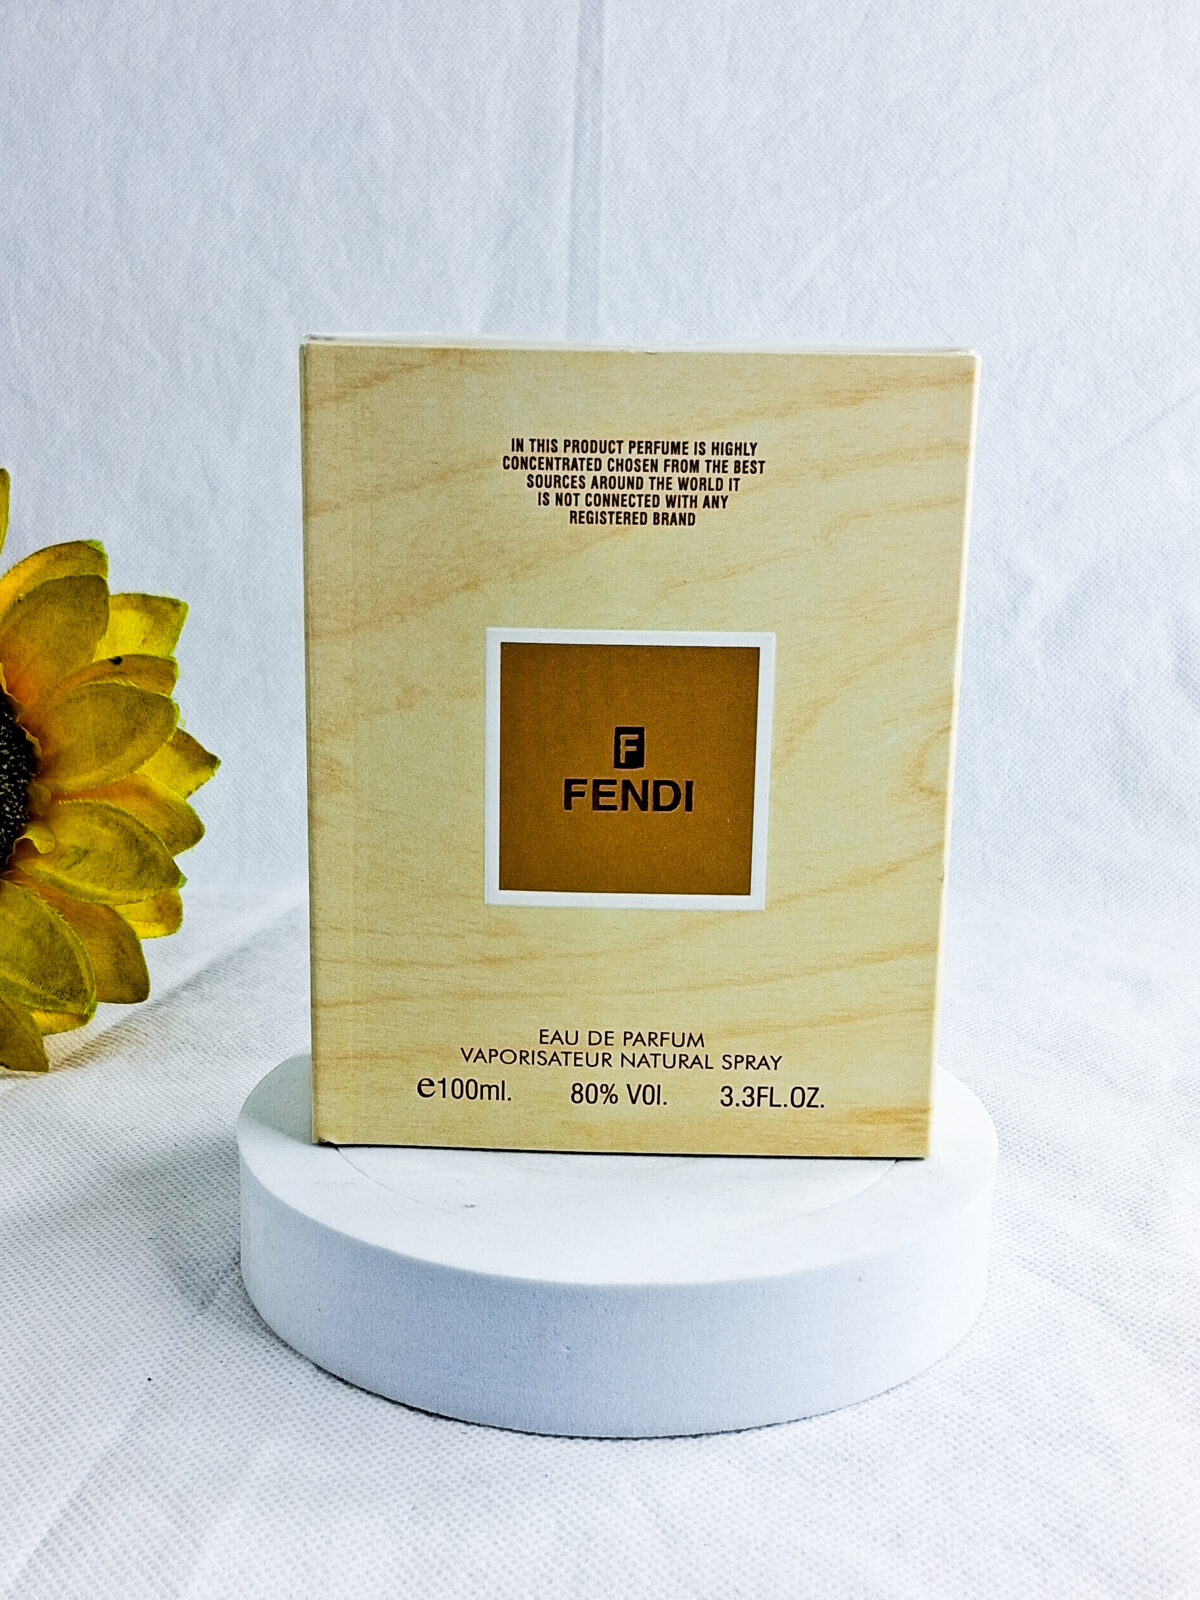 IN THIS PRODUCT PERFUME IS HIGHLY
CONCENTRATED CHOSEN FROM THE BEST
SOURCES AROUND THE WORLD IT
IS NOT CONNECTED WITH ANY
REGISTERED BRAND
F
FENDI
EAU DE PARFUM
VAPORISATEUR NATURAL SPRAY
e100ml. 80% VOl. 3.3FL.OZ.